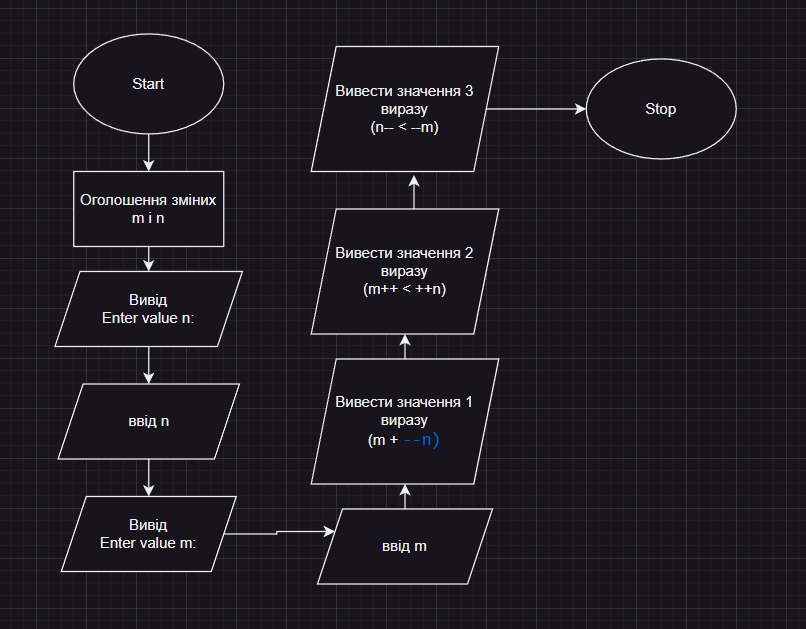 Start
Оголошення зміних
m і n
Вивід
Enter value n:
ввід n
Вивід
Enter value m:
ввід m
Вивести значення 1
виразу
(m + --n)
Вивести значення 2
виразу
(m++ < ++n)
Вивести значення 3
виразу
(n-- < --m)
Stop